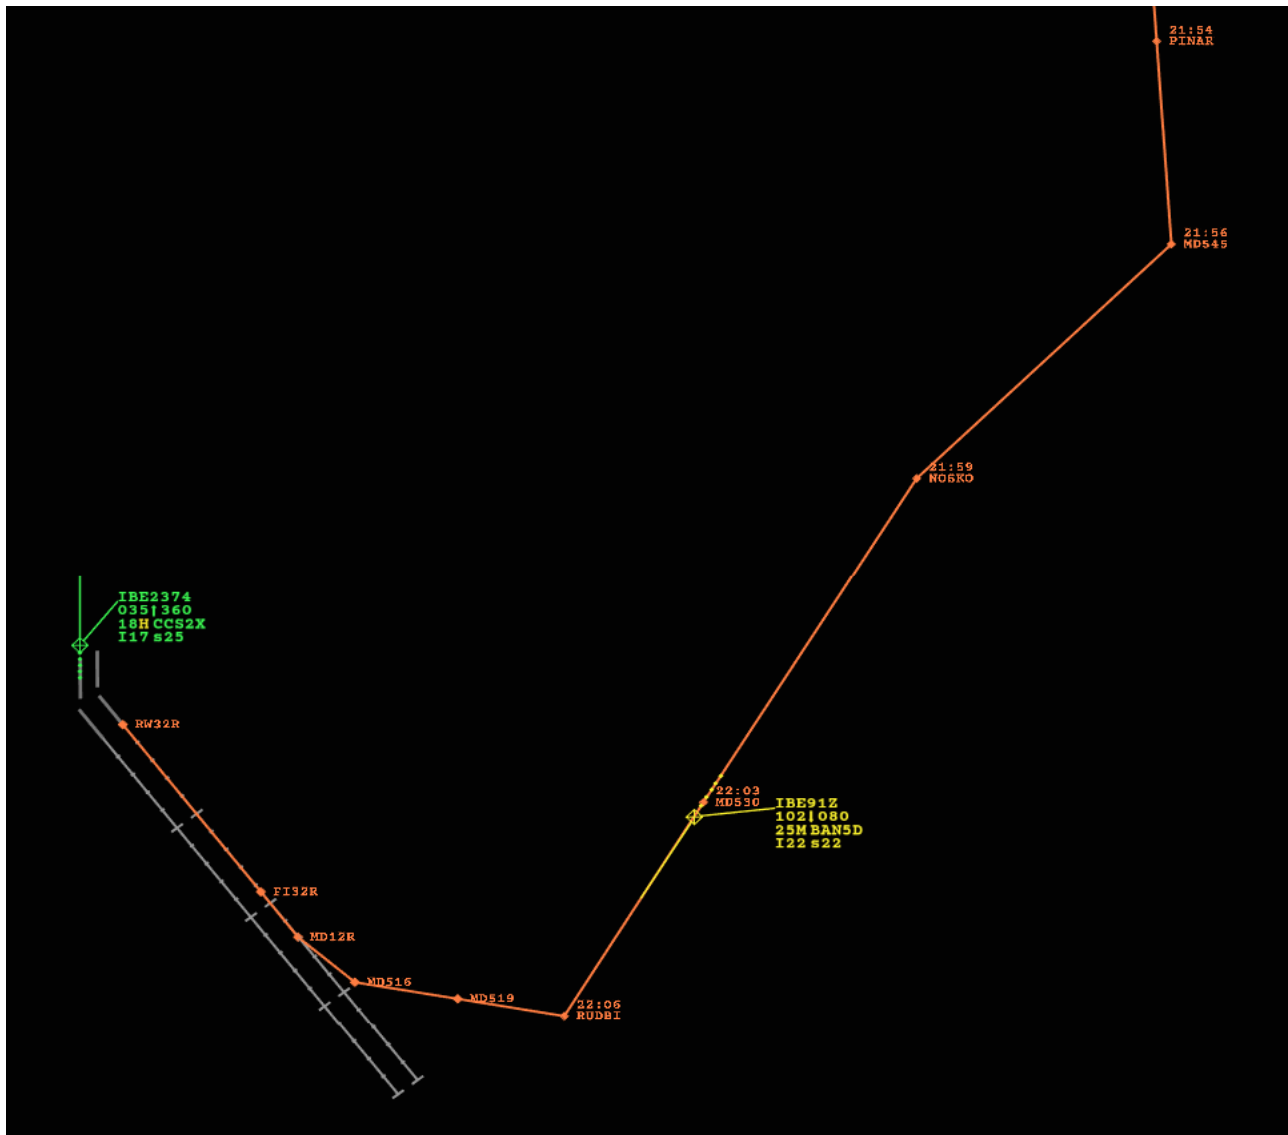 21:54
PINAR
21:56
MD545
21:59
NOSKO
IBE2374
035↑360
18H CCS2X
I17 s25
RW32R
22:03
MD530
IBE91Z
102↓080
25M BAN5D
I22 s22
FI32R
MD12R
MD516
MD519
22:06
RUDBI